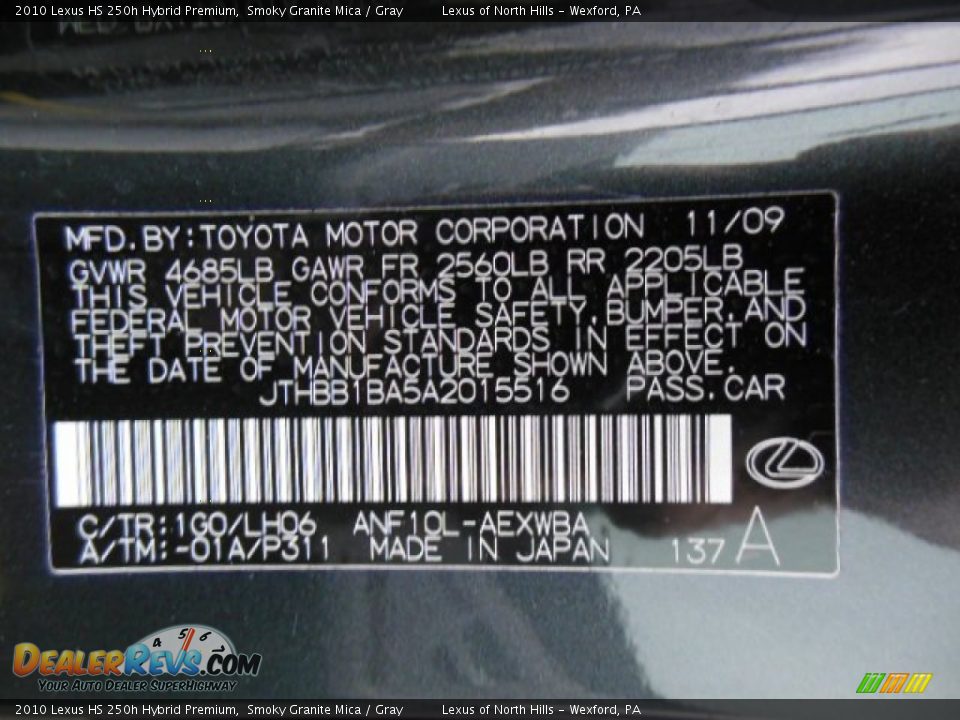 2010 Lexus HS 250h Hybrid Premium, Smoky Granite Mica / Gray Lexus of North Hills - Wexford, PA
MFD.BY:TOYOTA MOTOR CORPORATION 11/09
GVWR 4685LB GAWR FR 2560LB RR 2205LB
THIS VEHICLE CONFORMS TO ALL APPLICABLE
FEDERAL MOTOR VEHICLE SAFETY,BUMPER,AND
THEFT PREVENTION STANDARDS IN EFFECT ON
THE DATE OF MANUFACTURE SHOWN ABOVE.
JTHBB1BA5A2015516 PASS.CAR
C/TR:1G0/LH06 ANF10L-AEXWBA
A/TM:-01A/P311 MADE IN JAPAN 137 A
4 5 6
DEALERREVS.COM
YOUR AUTO DEALER SUPERHIGHWAY
2010 Lexus HS 250h Hybrid Premium, Smoky Granite Mica / Gray Lexus of North Hills - Wexford, PA